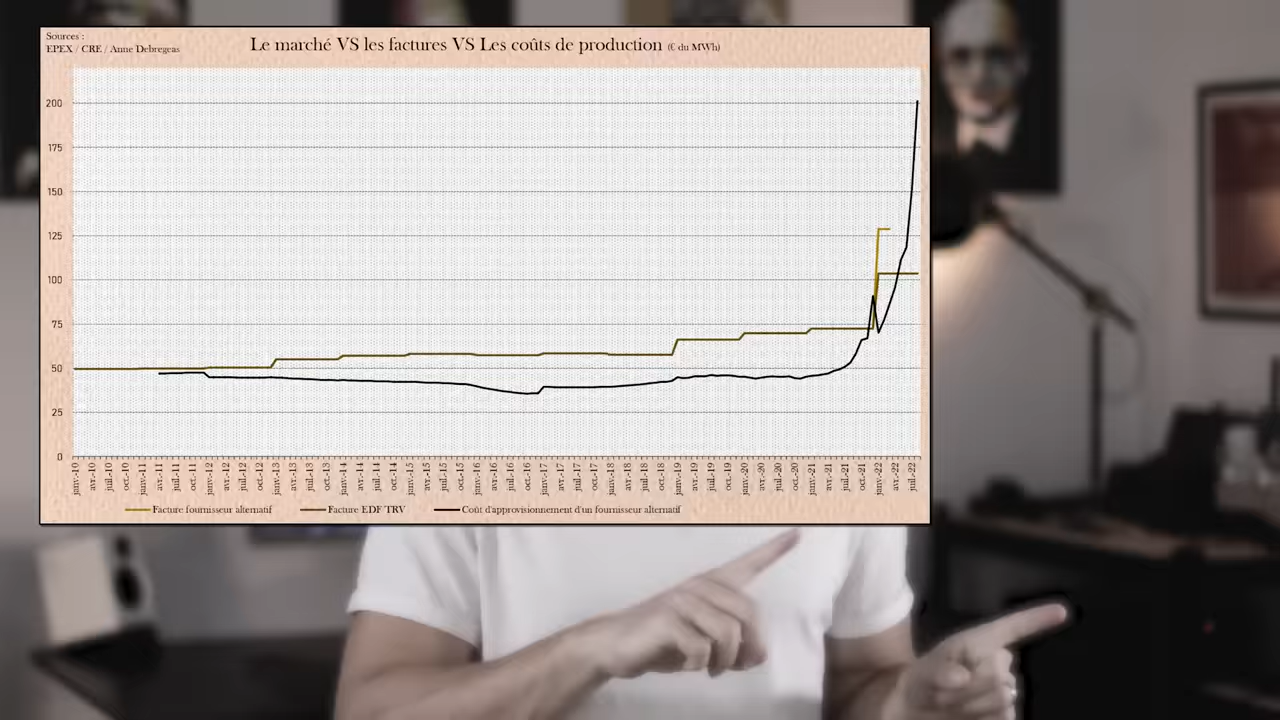 Sources :
EPEX / CRE / Anne Debregeas
Le marché VS les factures VS Les coûts de production (€ du MWh)
200
175
150
125
100
75
50
25
0
janv.-10 avr.-10 juil.-10 oct.-10 janv.-11 avr.-11 juil.-11 oct.-11 janv.-12 avr.-12 juil.-12 oct.-12 janv.-13 avr.-13 juil.-13 oct.-13 janv.-14 avr.-14 juil.-14 oct.-14 janv.-15 avr.-15 juil.-15 oct.-15 janv.-16 avr.-16 juil.-16 oct.-16 janv.-17 avr.-17 juil.-17 oct.-17 janv.-18 avr.-18 juil.-18 oct.-18 janv.-19 avr.-19 juil.-19 oct.-19 janv.-20 avr.-20 juil.-20 oct.-20 janv.-21 avr.-21 juil.-21 oct.-21 janv.-22 avr.-22 juil.-22
Facture fournisseur alternatif Facture EDF TRV Coût d'approvisionnement d'un fournisseur alternatif